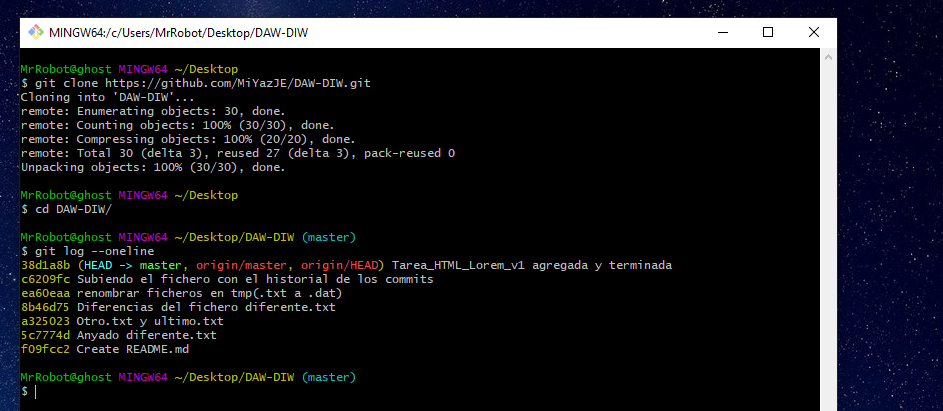 MINGW64:/c/Users/MrRobot/Desktop/DAW-DIW
MrRobot@ghost MINGW64 ~/Desktop
$ git clone https://github.com/MiYazJE/DAW-DIW.git
Cloning into 'DAW-DIW'...
remote: Enumerating objects: 30, done.
remote: Counting objects: 100% (30/30), done.
remote: Compressing objects: 100% (20/20), done.
remote: Total 30 (delta 3), reused 27 (delta 3), pack-reused 0
Unpacking objects: 100% (30/30), done.
MrRobot@ghost MINGW64 ~/Desktop
$ cd DAW-DIW/
MrRobot@ghost MINGW64 ~/Desktop/DAW-DIW (master)
$ git log --oneline
38d1a8b (HEAD -> master, origin/master, origin/HEAD) Tarea_HTML_Lorem_v1 agregada y terminada
c6209fc Subiendo el fichero con el historial de los commits
ea60eaa renombrar ficheros en tmp(.txt a .dat)
8b46d75 Diferencias del fichero diferente.txt
a325023 Otro.txt y ultimo.txt
5c7774d Anyado diferente.txt
f09fcc2 Create README.md
MrRobot@ghost MINGW64 ~/Desktop/DAW-DIW (master)
$